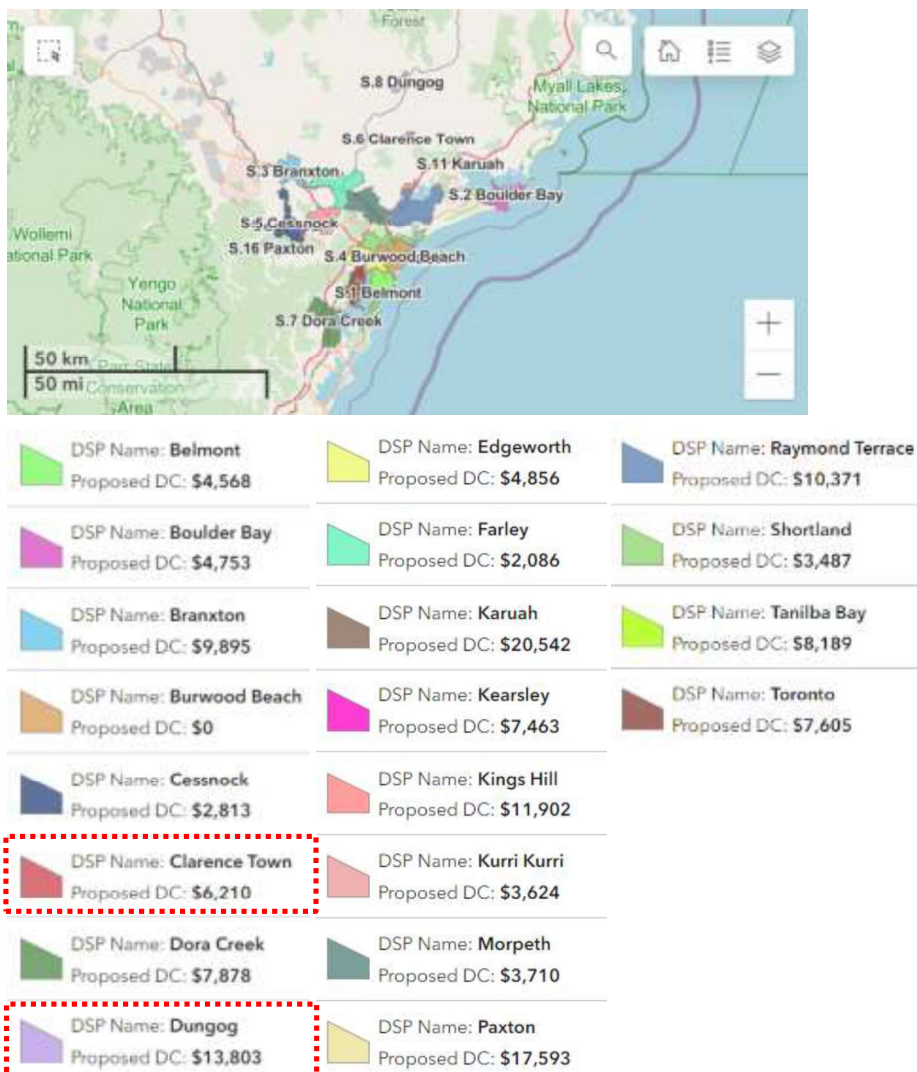 Forest
S.8 Dungog
Myall Lakes
National Park
S.6 Clarence Town
S.11 Karuah
S.3 Branxton
S.2 Boulder Bay
S.5 Cessnock
Wollemi
ational Park
S.16 Paxton
S.4 Burwood Beach
Yengo
National
Park
S.1 Belmont
S.7 Dora Creek
50 km
Parr State
50 mi
Conservation
Area
DSP Name: Belmont
Proposed DC: $4,568
DSP Name: Boulder Bay
Proposed DC: $4,753
DSP Name: Branxton
Proposed DC: $9,895
DSP Name: Burwood Beach
Proposed DC: $0
DSP Name: Cessnock
Proposed DC: $2,813
DSP Name: Clarence Town
Proposed DC: $6,210
DSP Name: Dora Creek
Proposed DC: $7,878
DSP Name: Dungog
Proposed DC: $13,803
DSP Name: Edgeworth
Proposed DC: $4,856
DSP Name: Farley
Proposed DC: $2,086
DSP Name: Karuah
Proposed DC: $20,542
DSP Name: Kearsley
Proposed DC: $7,463
DSP Name: Kings Hill
Proposed DC: $11,902
DSP Name: Kurri Kurri
Proposed DC: $3,624
DSP Name: Morpeth
Proposed DC: $3,710
DSP Name: Paxton
Proposed DC: $17,593
DSP Name: Raymond Terrace
Proposed DC: $10,371
DSP Name: Shortland
Proposed DC: $3,487
DSP Name: Tanilba Bay
Proposed DC: $8,189
DSP Name: Toronto
Proposed DC: $7,605